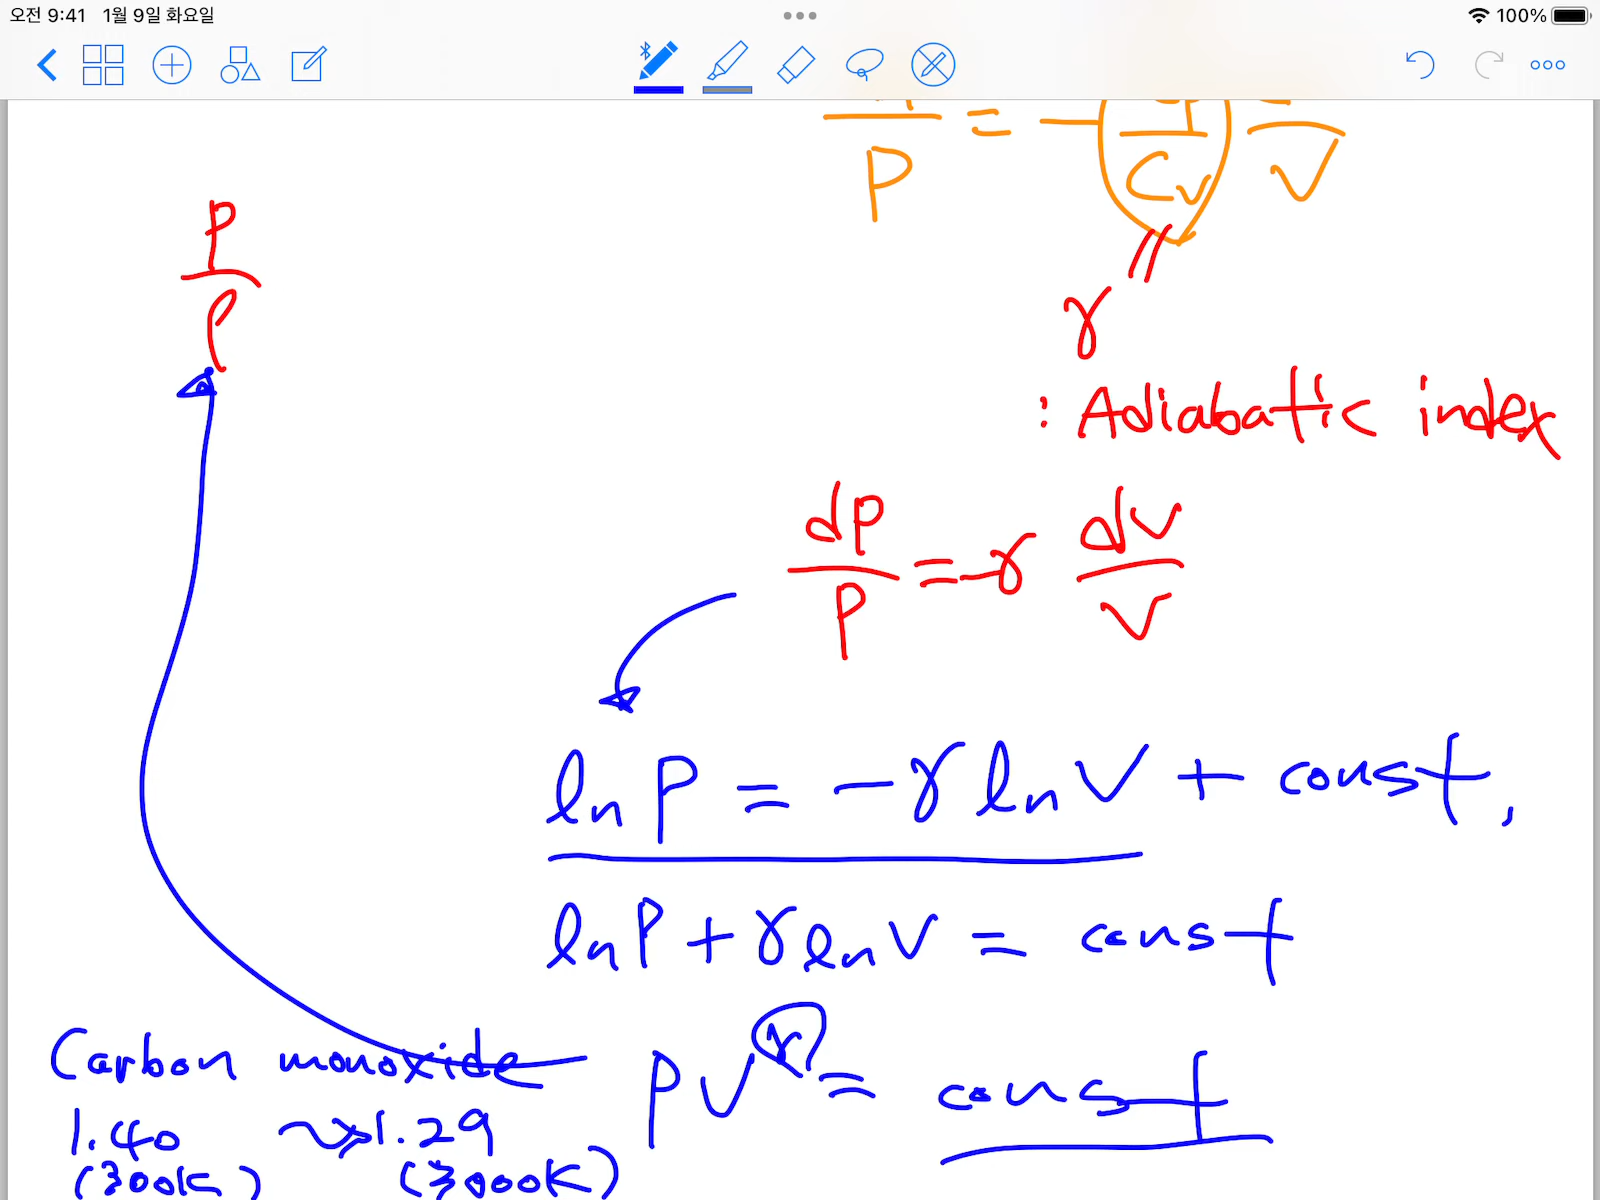 오전 9:41 1월 9일 화요일
100%
P = - Cv V
P
ρ
γ
: Adiabatic index
dP/P = -γ dV/V
ln P = -γ ln V + const,
ln P + γ ln V = const
PV^γ = const
Carbon monoxide
1.40 ~> 1.29
(300K) (3000K)